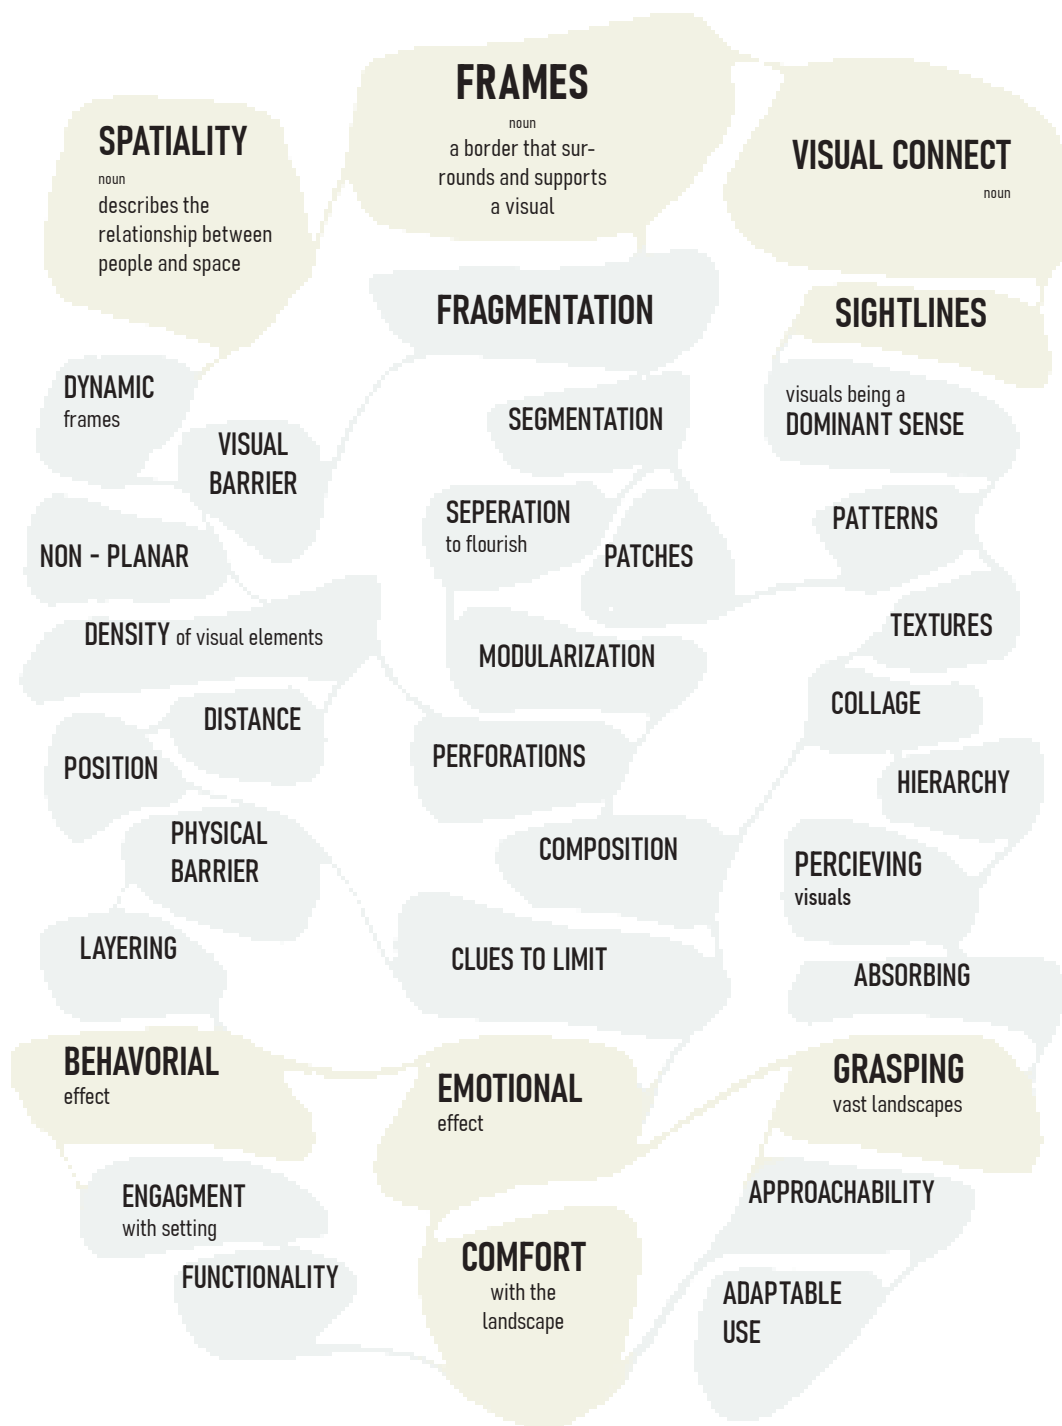 FRAMES
noun
a border that sur-
rounds and supports
a visual
SPATIALITY
noun
describes the
relationship between
people and space
VISUAL CONNECT
noun
FRAGMENTATION
SIGHTLINES
DYNAMIC
frames
VISUAL
BARRIER
SEGMENTATION
visuals being a
DOMINANT SENSE
NON - PLANAR
SEPERATION
to flourish
PATCHES
PATTERNS
DENSITY of visual elements
MODULARIZATION
TEXTURES
DISTANCE
COLLAGE
POSITION
PERFORATIONS
HIERARCHY
PHYSICAL
BARRIER
COMPOSITION
PERCIEVING
visuals
LAYERING
CLUES TO LIMIT
ABSORBING
BEHAVORIAL
effect
EMOTIONAL
effect
GRASPING
vast landscapes
ENGAGMENT
with setting
APPROACHABILITY
FUNCTIONALITY
COMFORT
with the
landscape
ADAPTABLE
USE